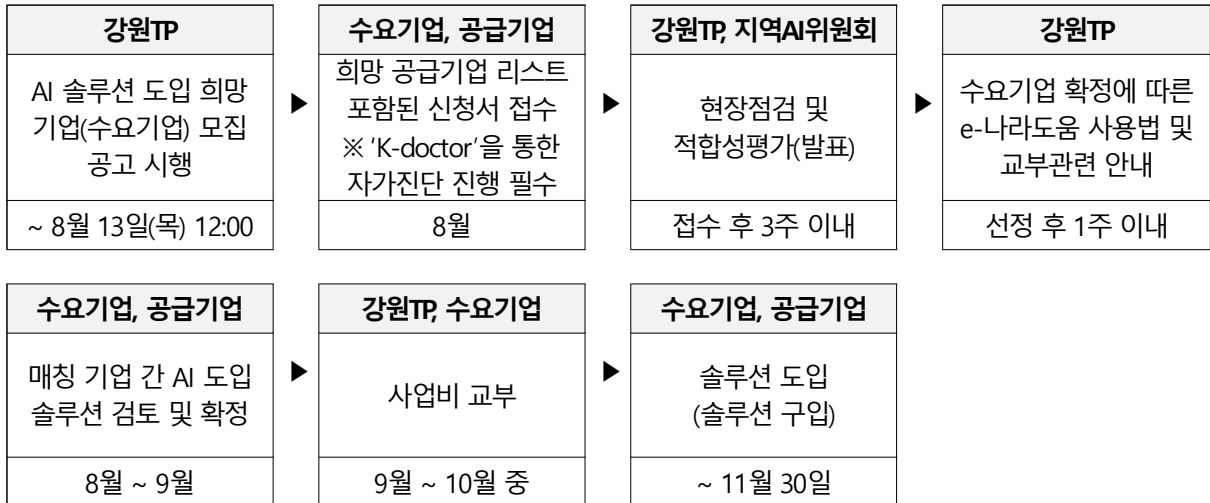 강원TP
AI 솔루션 도입 희망
기업(수요기업) 모집
공고 시행
~ 8월 13일(목) 12:00
▶
수요기업, 공급기업
희망 공급기업 리스트
포함된 신청서 접수
※ 'K-doctor'을 통한
자가진단 진행 필수
8월
▶
강원TP, 지역AI위원회
현장점검 및
적합성평가(발표)
접수 후 3주 이내
▶
강원TP
수요기업 확정에 따른
e-나라도움 사용법 및
교부관련 안내
선정 후 1주 이내
수요기업, 공급기업
매칭 기업 간 AI 도입
솔루션 검토 및 확정
8월 ~ 9월
▶
강원TP, 수요기업
사업비 교부
9월 ~ 10월 중
▶
수요기업, 공급기업
솔루션 도입
(솔루션 구입)
~ 11월 30일